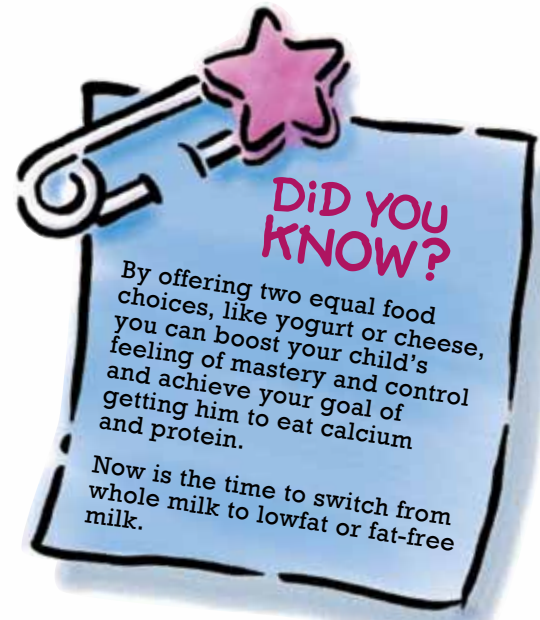 DiD YOU
KNOW?
By offering two equal food
choices, like yogurt or cheese,
you can boost your child's
feeling of mastery and control
and achieve your goal of
getting him to eat calcium
and protein.
Now is the time to switch from
whole milk to lowfat or fat-free
milk.